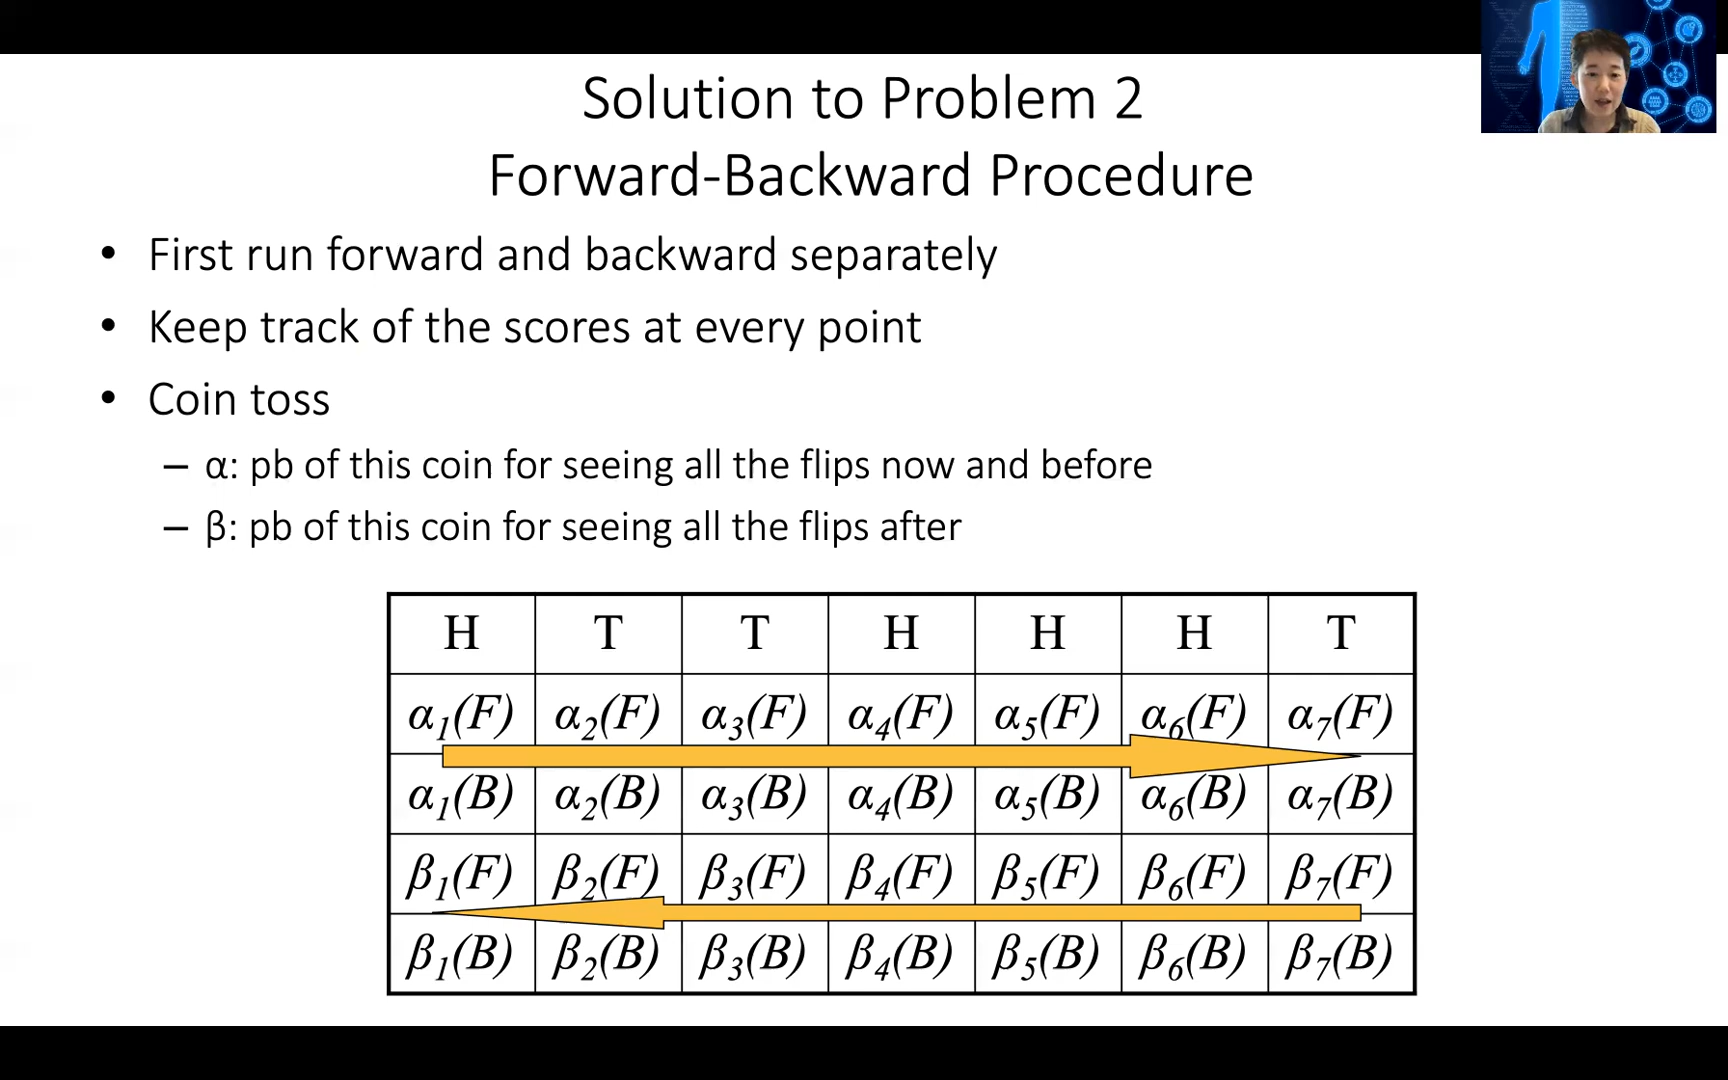 Solution to Problem 2
Forward-Backward Procedure
• First run forward and backward separately
• Keep track of the scores at every point
• Coin toss
– α: pb of this coin for seeing all the flips now and before
– β: pb of this coin for seeing all the flips after
H T T H H H T
α₁(F) α₂(F) α₃(F) α₄(F) α₅(F) α₆(F) α₇(F)
α₁(B) α₂(B) α₃(B) α₄(B) α₅(B) α₆(B) α₇(B)
β₁(F) β₂(F) β₃(F) β₄(F) β₅(F) β₆(F) β₇(F)
β₁(B) β₂(B) β₃(B) β₄(B) β₅(B) β₆(B) β₇(B)